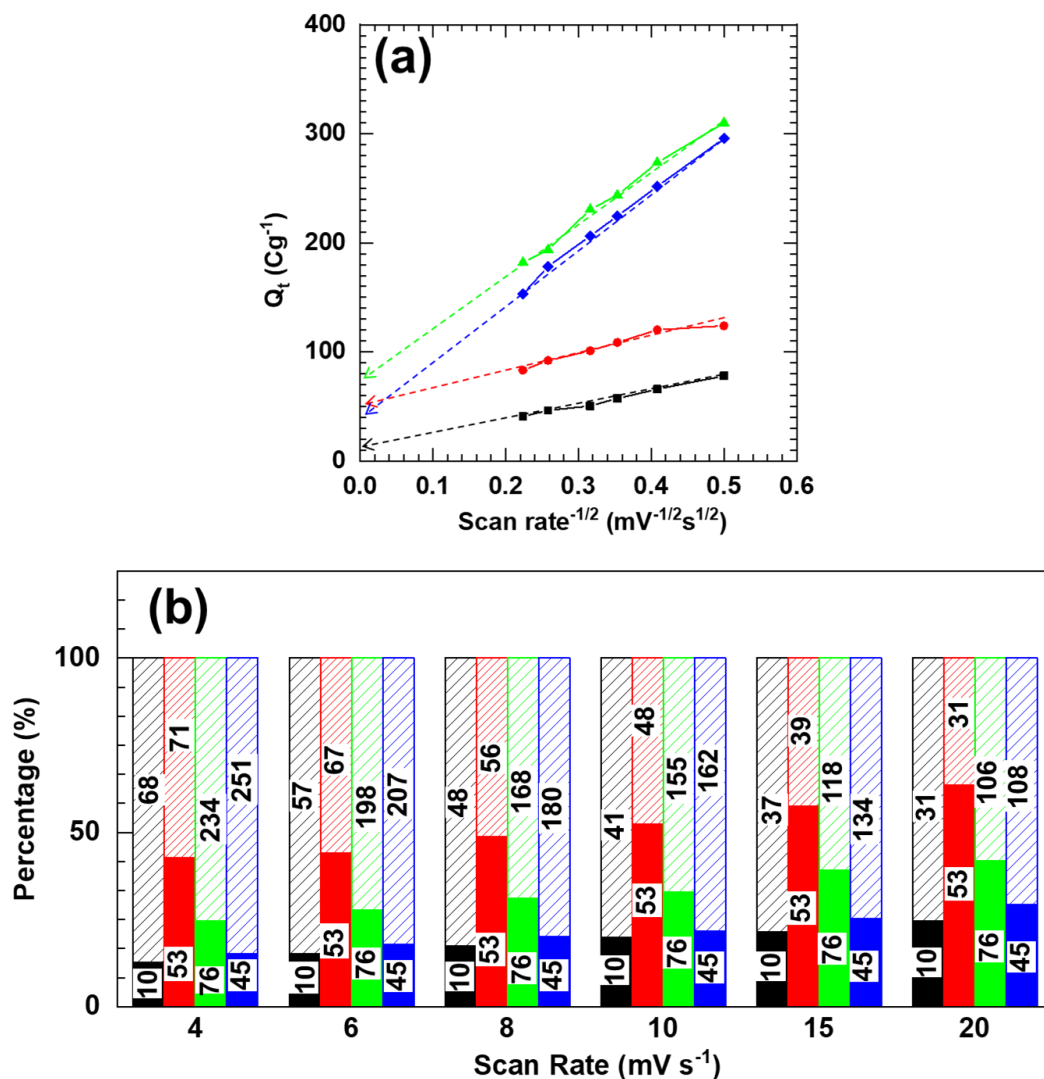 (a)
400
300
200
100
0
Q_t (Cg⁻¹)
0.0 0.1 0.2 0.3 0.4 0.5 0.6
Scan rate⁻¹/² (mV⁻¹/²s¹/²)
(b)
100
50
0
Percentage (%)
68 71 234 251 57 67 198 207 48 56 168 180 41 48 155 162 37 39 118 134 31 31 106 108
10 53 76 45 10 53 76 45 10 53 76 45 10 53 76 45 10 53 76 45 10 53 76 45
4 6 8 10 15 20
Scan Rate (mV s⁻¹)